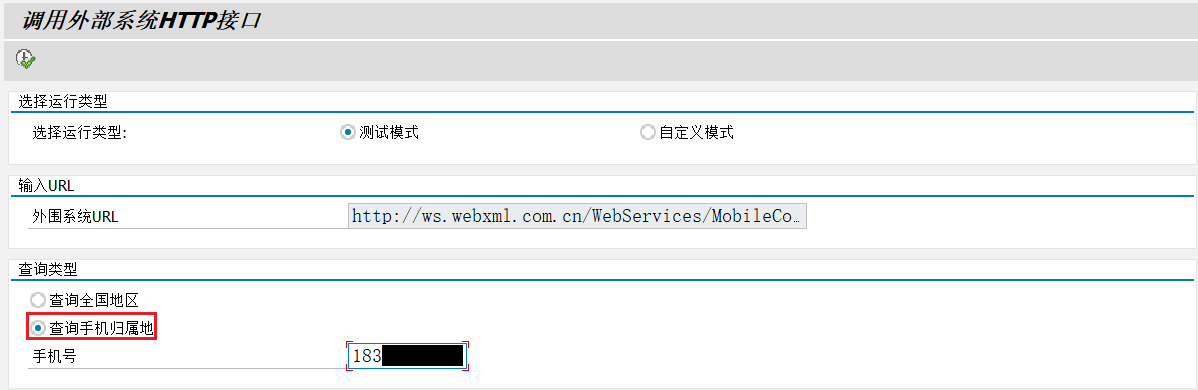 调用外部系统HTTP接口
选择运行类型
选择运行类型: 测试模式 自定义模式
输入URL
外围系统URL http://ws.webxml.com.cn/WebServices/MobileCo…
查询类型
查询全国地区
查询手机归属地
手机号 183